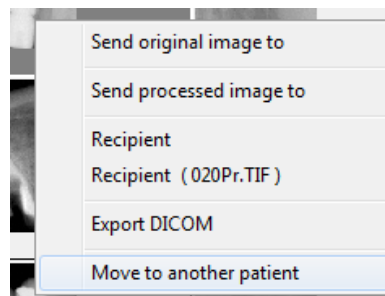 Send original image to
Send processed image to
Recipient
Recipient ( 020Pr.TIF )
Export DICOM
Move to another patient